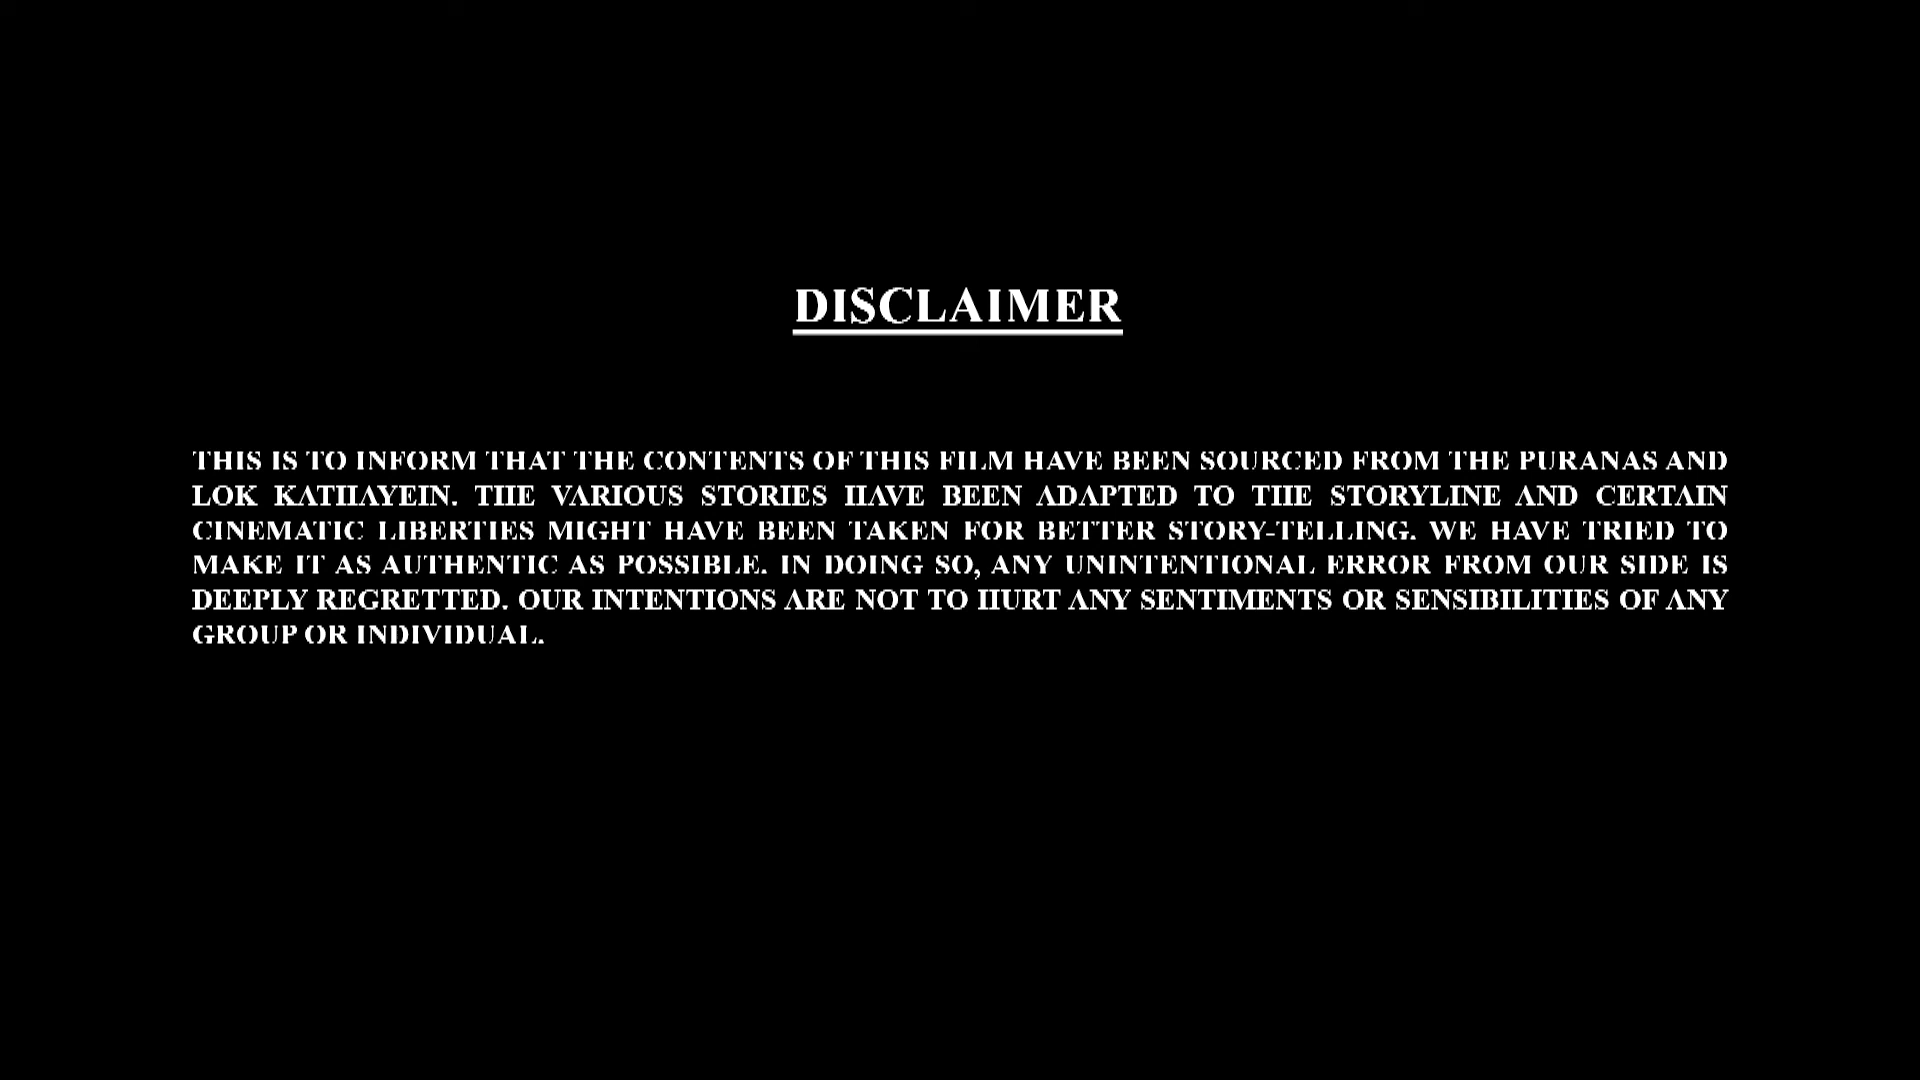 DISCLAIMER
THIS IS TO INFORM THAT THE CONTENTS OF THIS FILM HAVE BEEN SOURCED FROM THE PURANAS AND
LOK KATHAYEIN. THE VARIOUS STORIES HAVE BEEN ADAPTED TO THE STORYLINE AND CERTAIN
CINEMATIC LIBERTIES MIGHT HAVE BEEN TAKEN FOR BETTER STORY-TELLING. WE HAVE TRIED TO
MAKE IT AS AUTHENTIC AS POSSIBLE. IN DOING SO, ANY UNINTENTIONAL ERROR FROM OUR SIDE IS
DEEPLY REGRETTED. OUR INTENTIONS ARE NOT TO HURT ANY SENTIMENTS OR SENSIBILITIES OF ANY
GROUP OR INDIVIDUAL.